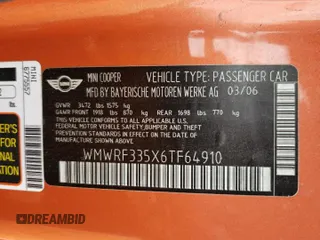 MINI COOPER
VEHICLE TYPE: PASSENGER CAR
MFD BY BAYERISCHE MOTOREN WERKE AG
03/06
GVWR 3472 lbs 1575 kg
GAWR FRONT 1918 lbs 870 kg REAR 1698 lbs 770 kg
THIS VEHICLE CONFORMS TO ALL APPLICABLE FEDERAL MOTOR VEHICLE
SAFETY, BUMPER AND THEFT PREVENTION STANDARDS IN EFFECT ON
THE DATE OF MANUFACTURE SHOWN ABOVE.
WMWRF335X6TF64910
MINI
6772557
DREAMBID